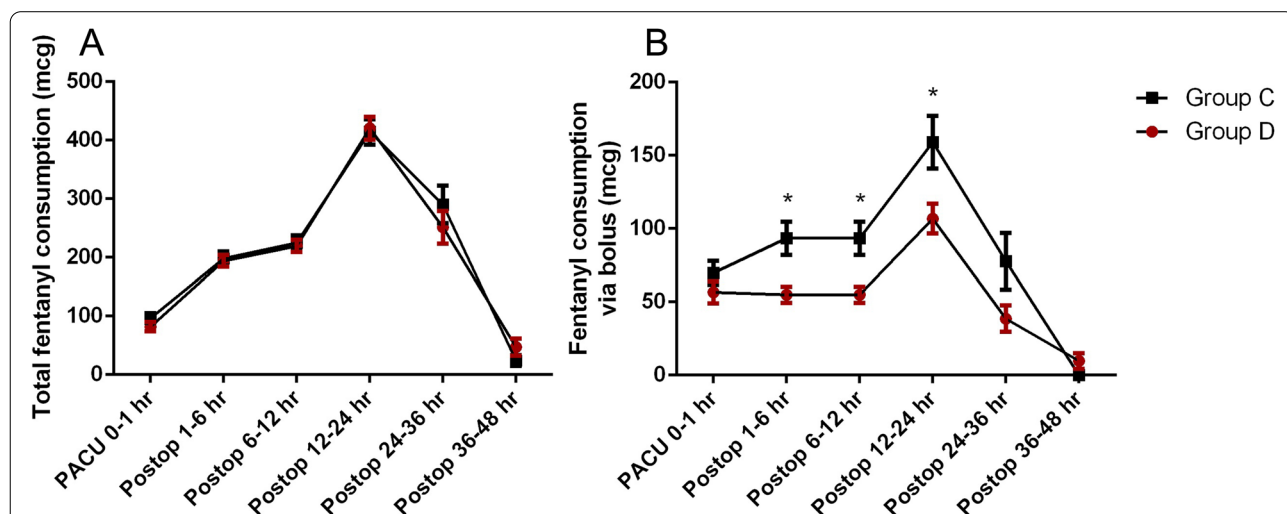 A
Total fentanyl consumption (mcg)
500
400
300
200
100
0
PACU 0-1 hr
Postop 1-6 hr
Postop 6-12 hr
Postop 12-24 hr
Postop 24-36 hr
Postop 36-48 hr
B
Fentanyl consumption
via bolus (mcg)
200
150
100
50
0
*
*
*
PACU 0-1 hr
Postop 1-6 hr
Postop 6-12 hr
Postop 12-24 hr
Postop 24-36 hr
Postop 36-48 hr
Group C
Group D